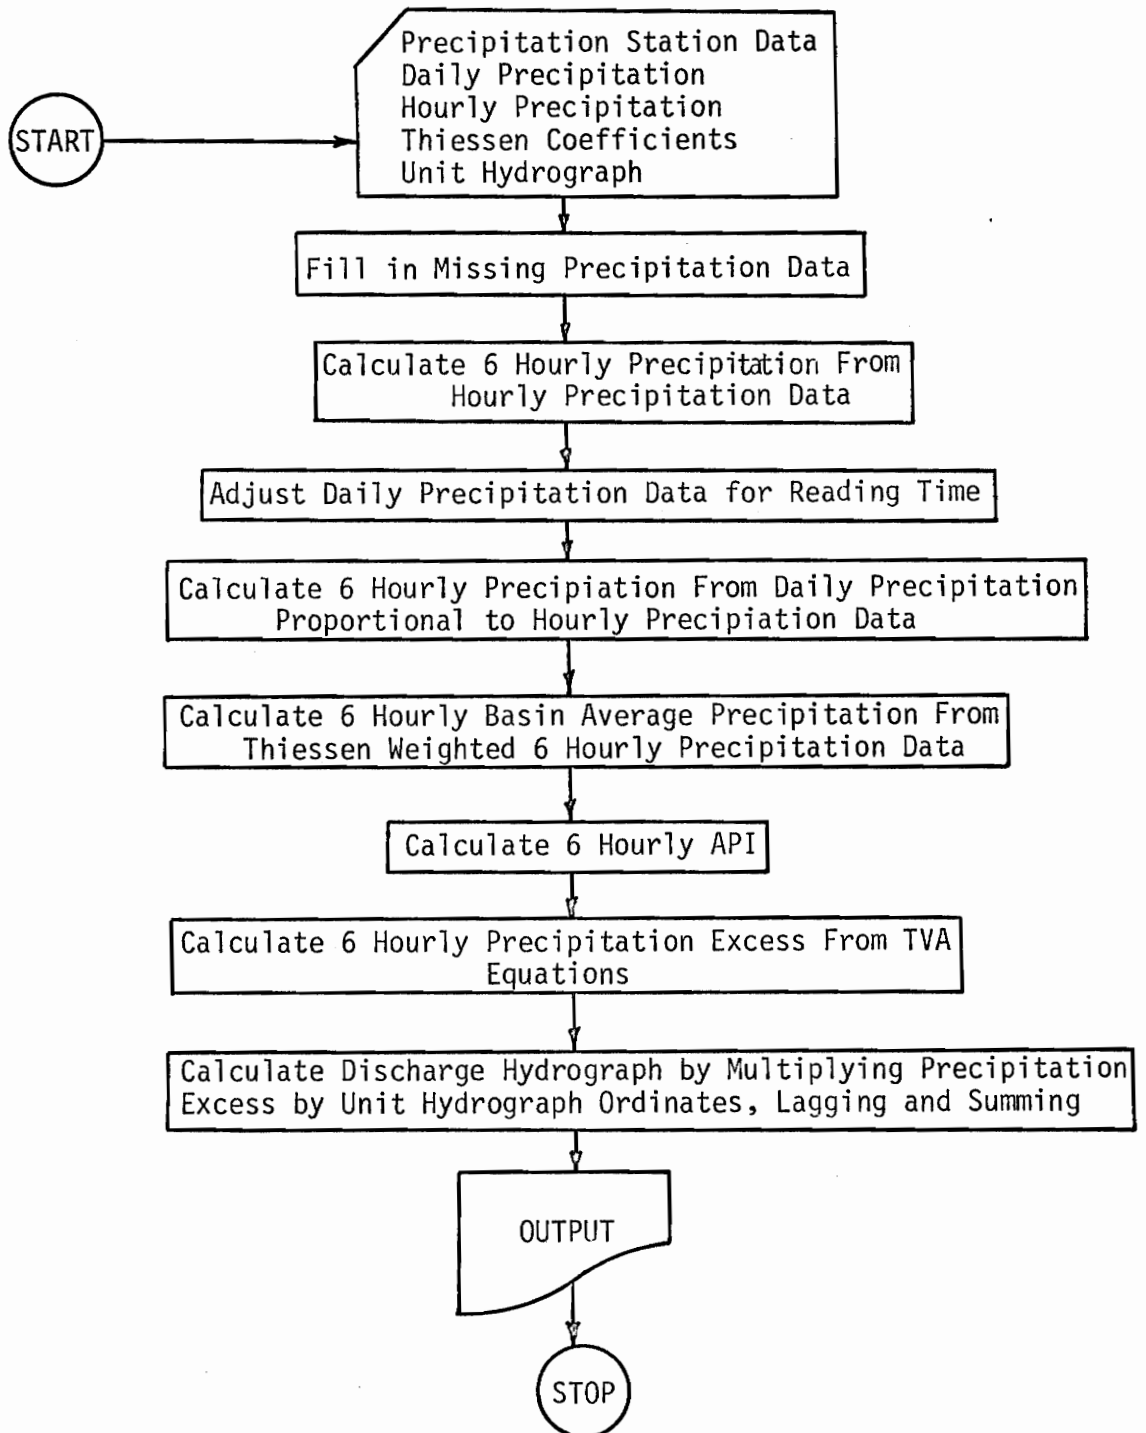 START
Precipitation Station Data
Daily Precipitation
Hourly Precipitation
Thiessen Coefficients
Unit Hydrograph
Fill in Missing Precipitation Data
Calculate 6 Hourly Precipitation From
Hourly Precipitation Data
Adjust Daily Precipitation Data for Reading Time
Calculate 6 Hourly Precipiation From Daily Precipitation
Proportional to Hourly Precipiation Data
Calculate 6 Hourly Basin Average Precipitation From
Thiessen Weighted 6 Hourly Precipitation Data
Calculate 6 Hourly API
Calculate 6 Hourly Precipitation Excess From TVA
Equations
Calculate Discharge Hydrograph by Multiplying Precipitation
Excess by Unit Hydrograph Ordinates, Lagging and Summing
OUTPUT
STOP